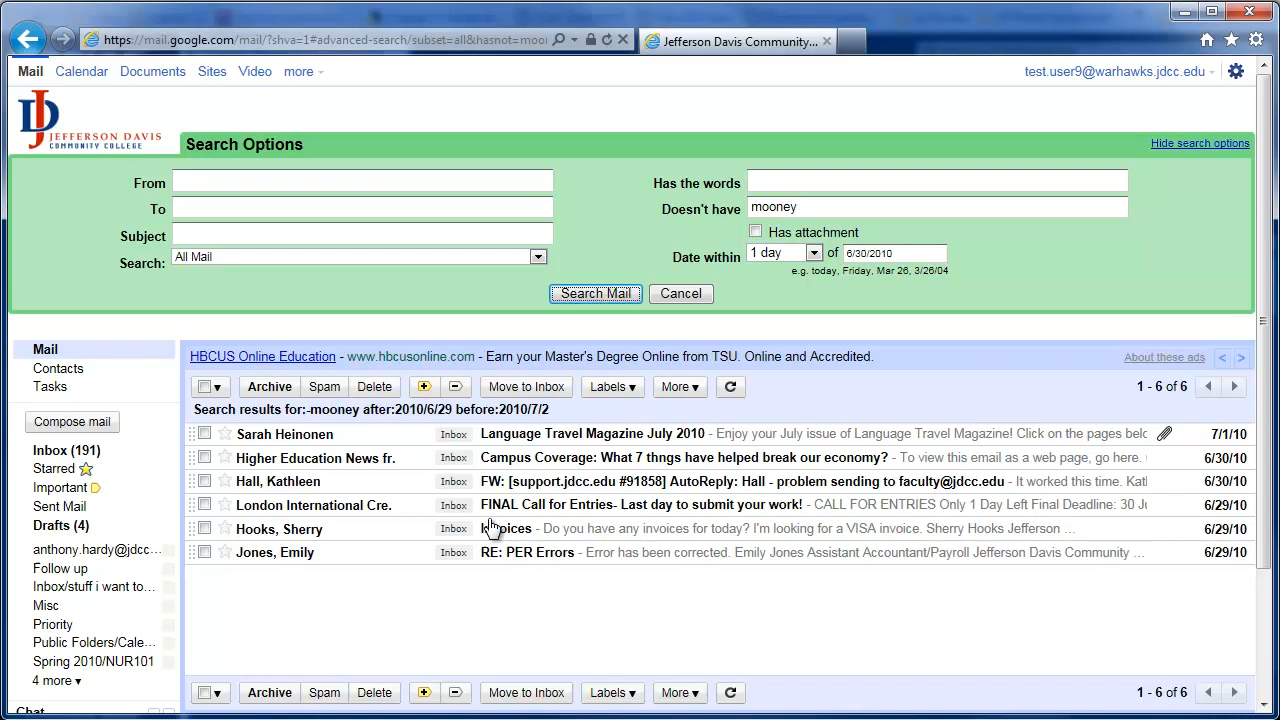 https://mail.google.com/mail/?shva=1#advanced-search/subset=all&hasnot=moo
Jefferson Davis Community...
Mail Calendar Documents Sites Video more
test.user9@warhawks.jdcc.edu
JEFFERSON DAVIS
COMMUNITY COLLEGE
Search Options
Hide search options
From
Has the words
To
Doesn't have mooney
Subject
Has attachment
Search: All Mail
Date within 1 day of 6/30/2010
e.g. today, Friday, Mar 26, 3/26/04
Search Mail Cancel
Mail
Contacts
Tasks
Compose mail
Inbox (191)
Starred
Important
Sent Mail
Drafts (4)
anthony.hardy@jdcc...
Follow up
Inbox/stuff i want to...
Misc
Priority
Public Folders/Cale...
Spring 2010/NUR101
4 more ▾
Chat
HBCUS Online Education - www.hbcusonline.com - Earn your Master's Degree Online from TSU. Online and Accredited.
About these ads < >
Archive Spam Delete Move to Inbox Labels ▾ More ▾ 1 - 6 of 6
Search results for:-mooney after:2010/6/29 before:2010/7/2
Sarah Heinonen Inbox Language Travel Magazine July 2010 - Enjoy your July issue of Language Travel Magazine! Click on the pages belo 7/1/10
Higher Education News fr. Inbox Campus Coverage: What 7 thngs have helped break our economy? - To view this email as a web page, go here. 6/30/10
Hall, Kathleen Inbox FW: [support.jdcc.edu #91858] AutoReply: Hall - problem sending to faculty@jdcc.edu - It worked this time. Kath 6/30/10
London International Cre. Inbox FINAL Call for Entries- Last day to submit your work! - CALL FOR ENTRIES Only 1 Day Left Final Deadline: 30 Ju 6/29/10
Hooks, Sherry Inbox Invoices - Do you have any invoices for today? I'm looking for a VISA invoice. Sherry Hooks Jefferson ... 6/29/10
Jones, Emily Inbox RE: PER Errors - Error has been corrected. Emily Jones Assistant Accountant/Payroll Jefferson Davis Community ... 6/29/10
Archive Spam Delete Move to Inbox Labels ▾ More ▾ 1 - 6 of 6